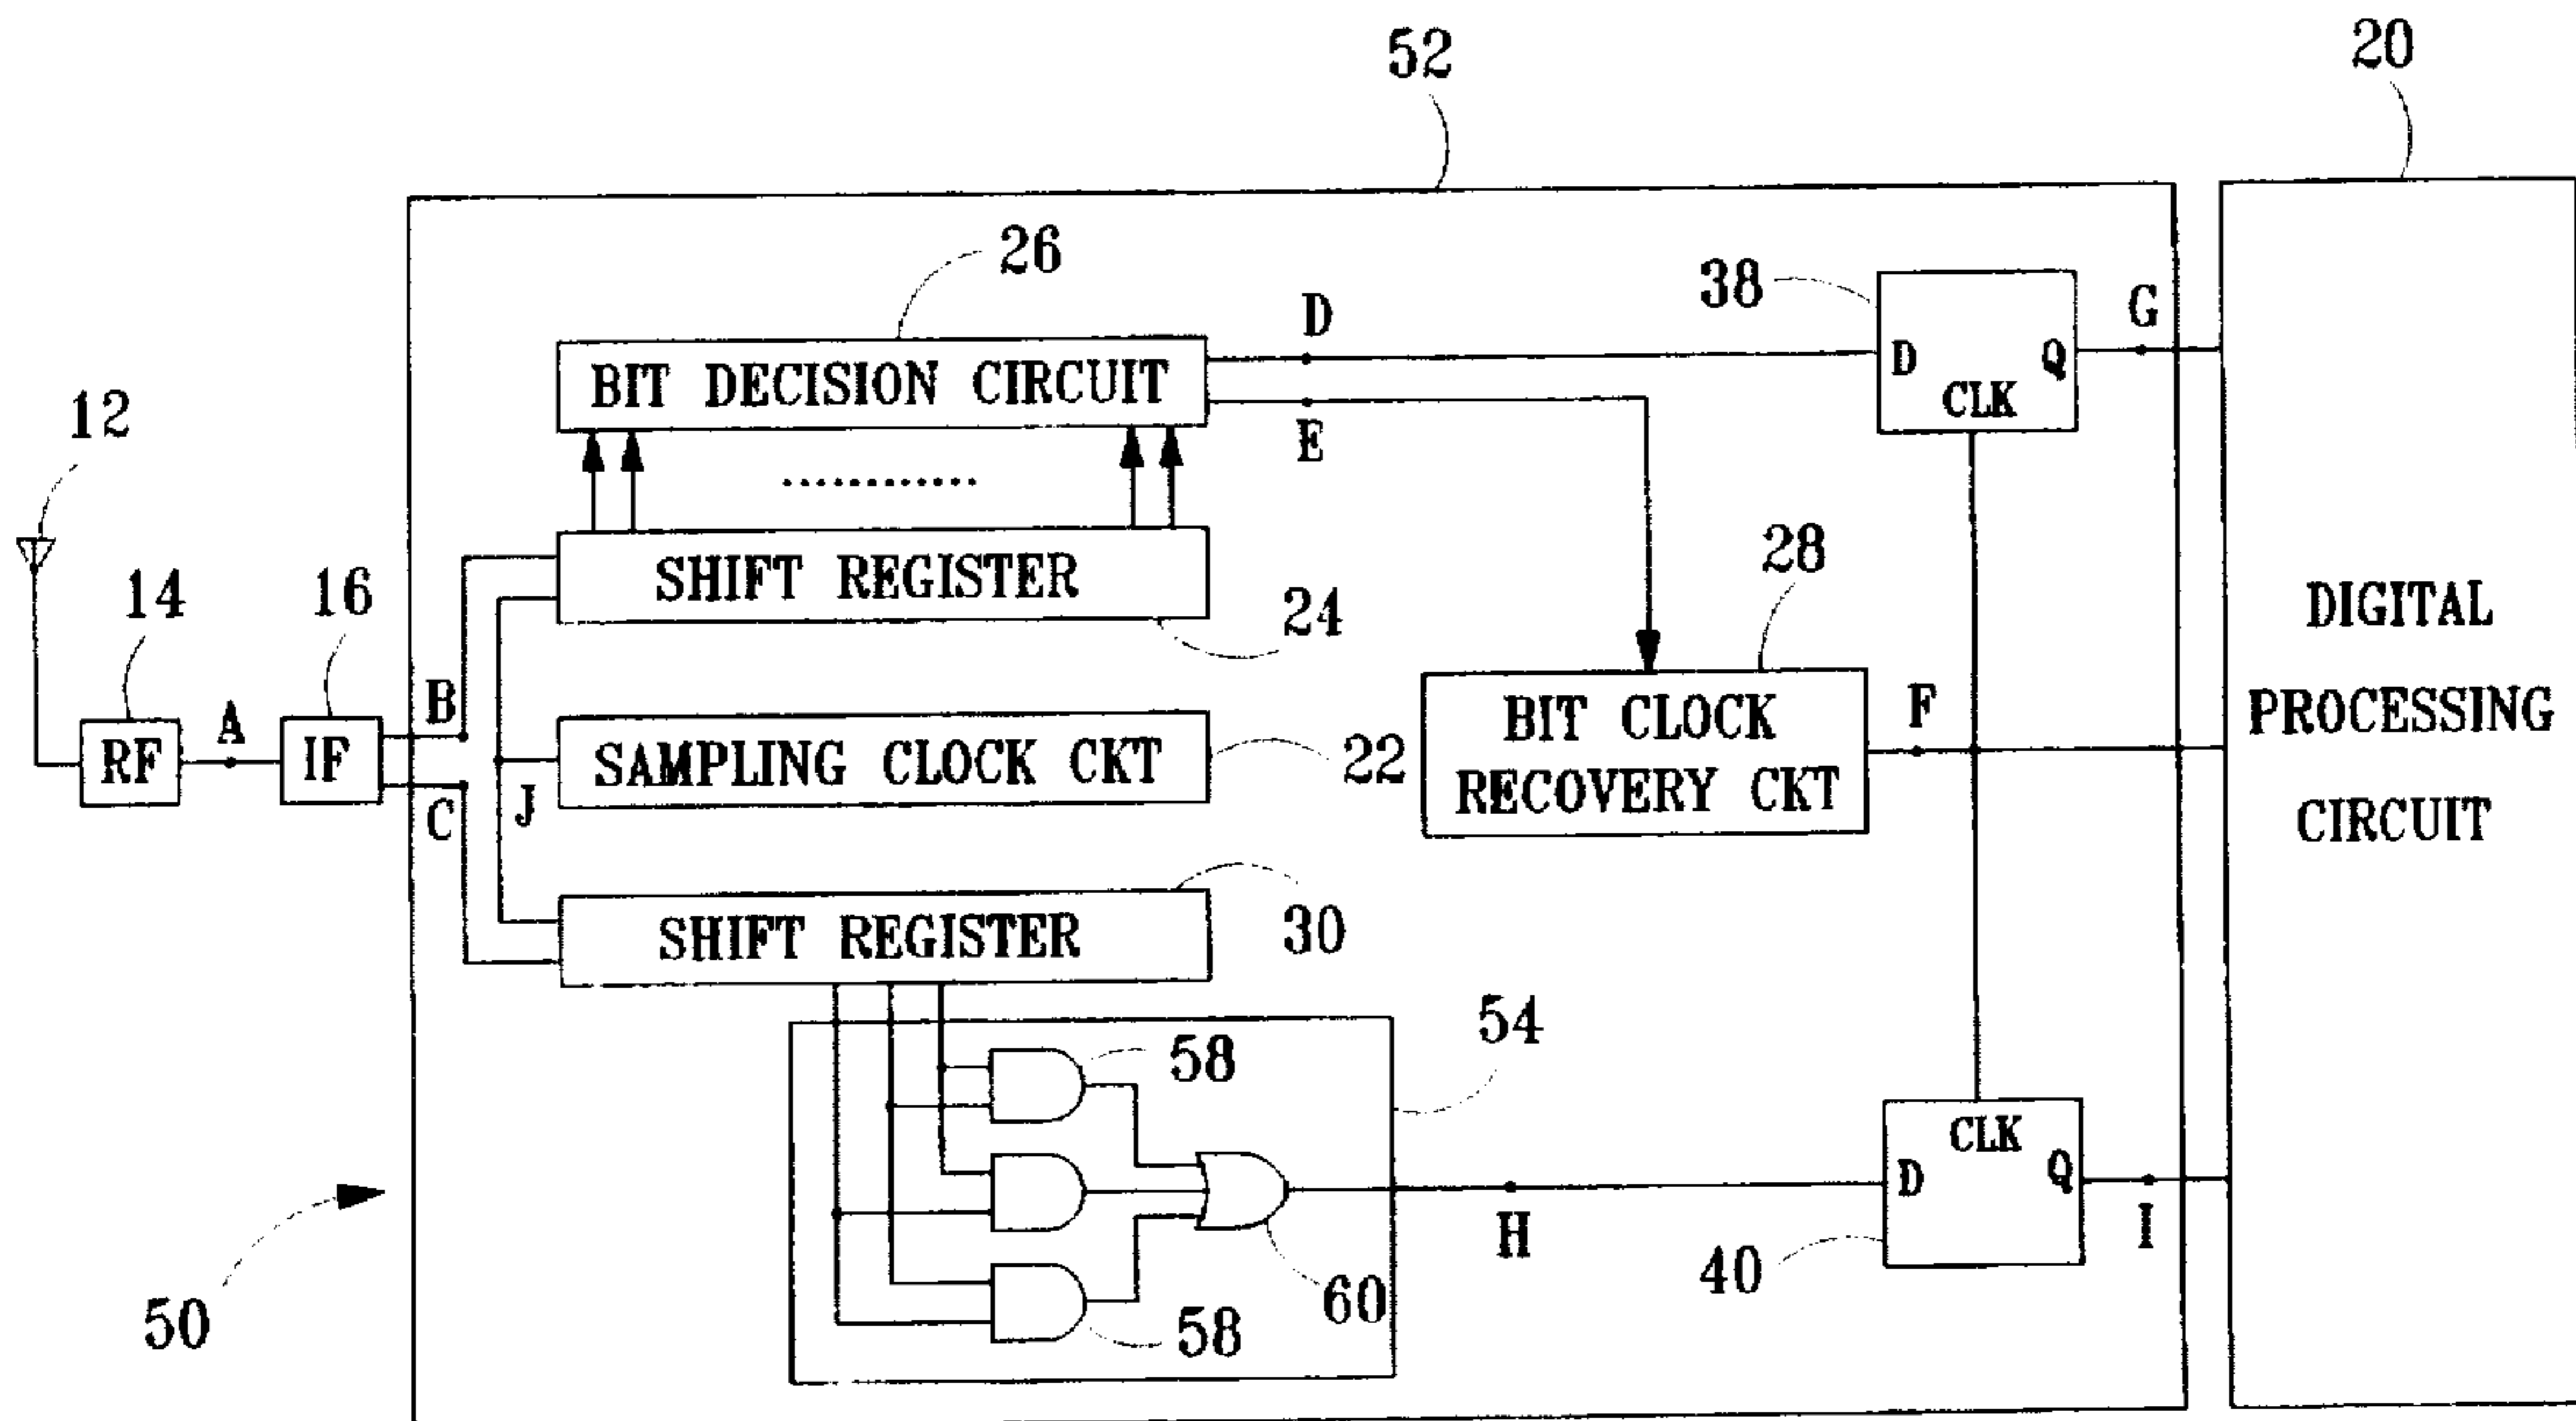 52
20
26
38
D
G
BIT DECISION CIRCUIT
D
Q
CLK
E
12
28
SHIFT REGISTER
14
16
24
DIGITAL
PROCESSING
CIRCUIT
B
A
BIT CLOCK
RECOVERY CKT
F
RF
IF
SAMPLING CLOCK CKT
22
C
J
SHIFT REGISTER
30
54
58
CLK
D
Q
H
I
40
50
58
60